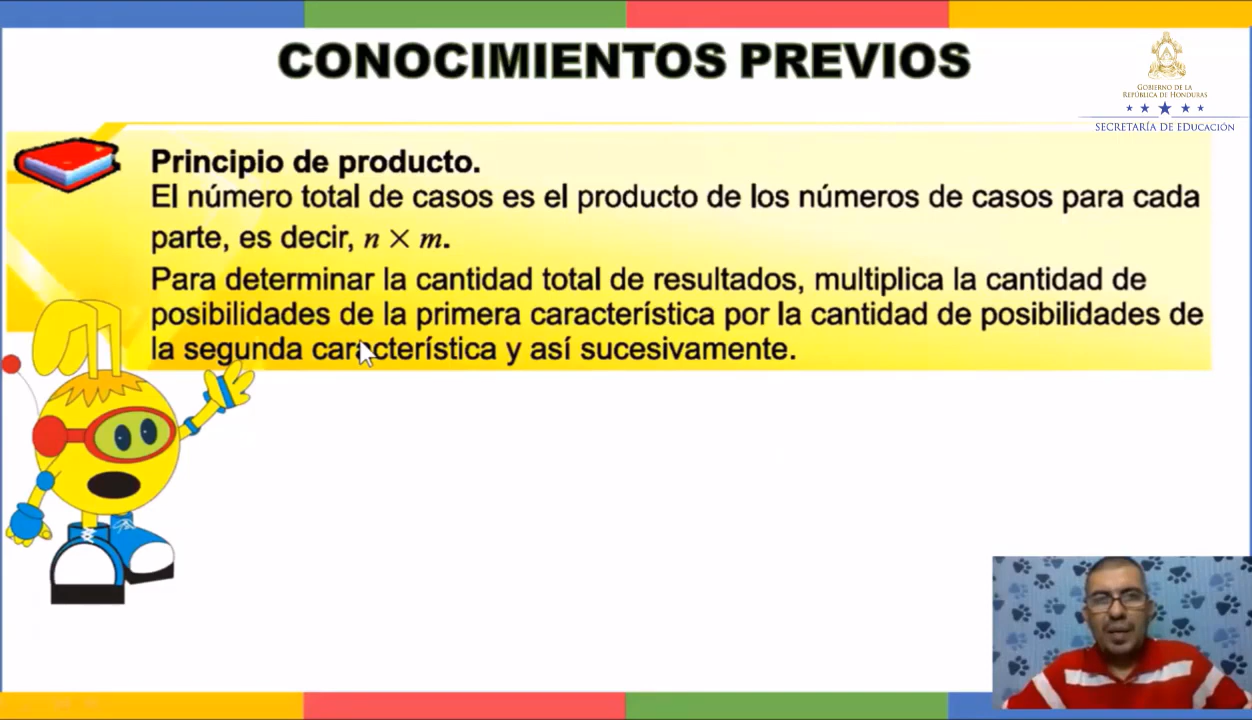 CONOCIMIENTOS PREVIOS
GOBIERNO DE LA
REPÚBLICA DE HONDURAS
SECRETARÍA DE EDUCACIÓN
Principio de producto.
El número total de casos es el producto de los números de casos para cada
parte, es decir, n × m.
Para determinar la cantidad total de resultados, multiplica la cantidad de
posibilidades de la primera característica por la cantidad de posibilidades de
la segunda característica y así sucesivamente.